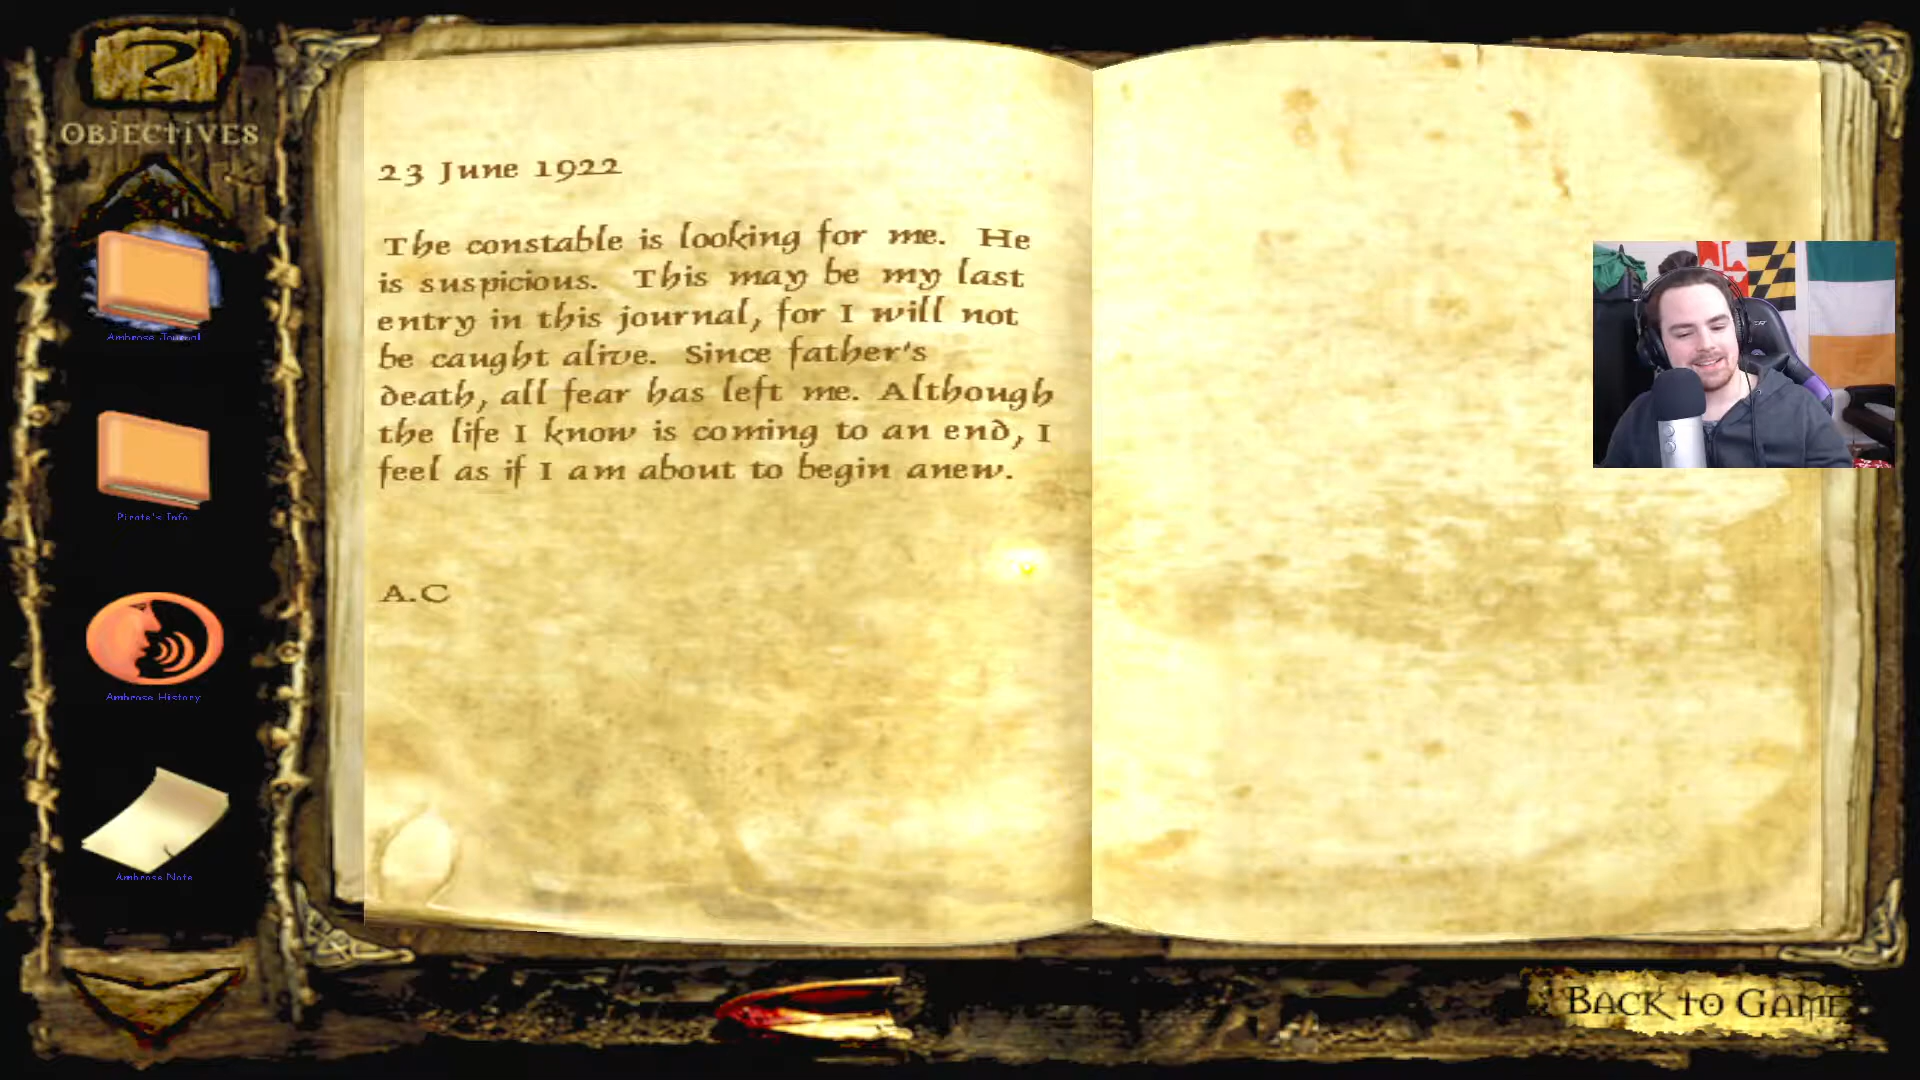 OBJECTIVES
Ambrose Journal
Pirate's Info
Ambrose History
Ambrose Note
23 June 1922
The constable is looking for me. He
is suspicious. This may be my last
entry in this journal, for I will not
be caught alive. Since father's
death, all fear has left me. Although
the life I know is coming to an end, I
feel as if I am about to begin anew.
A.C
BACK TO GAME